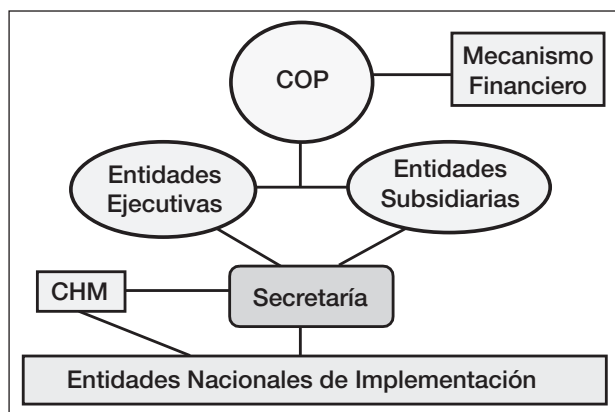 COP
Mecanismo
Financiero
Entidades
Ejecutivas
Entidades
Subsidiarias
CHM
Secretaría
Entidades Nacionales de Implementación